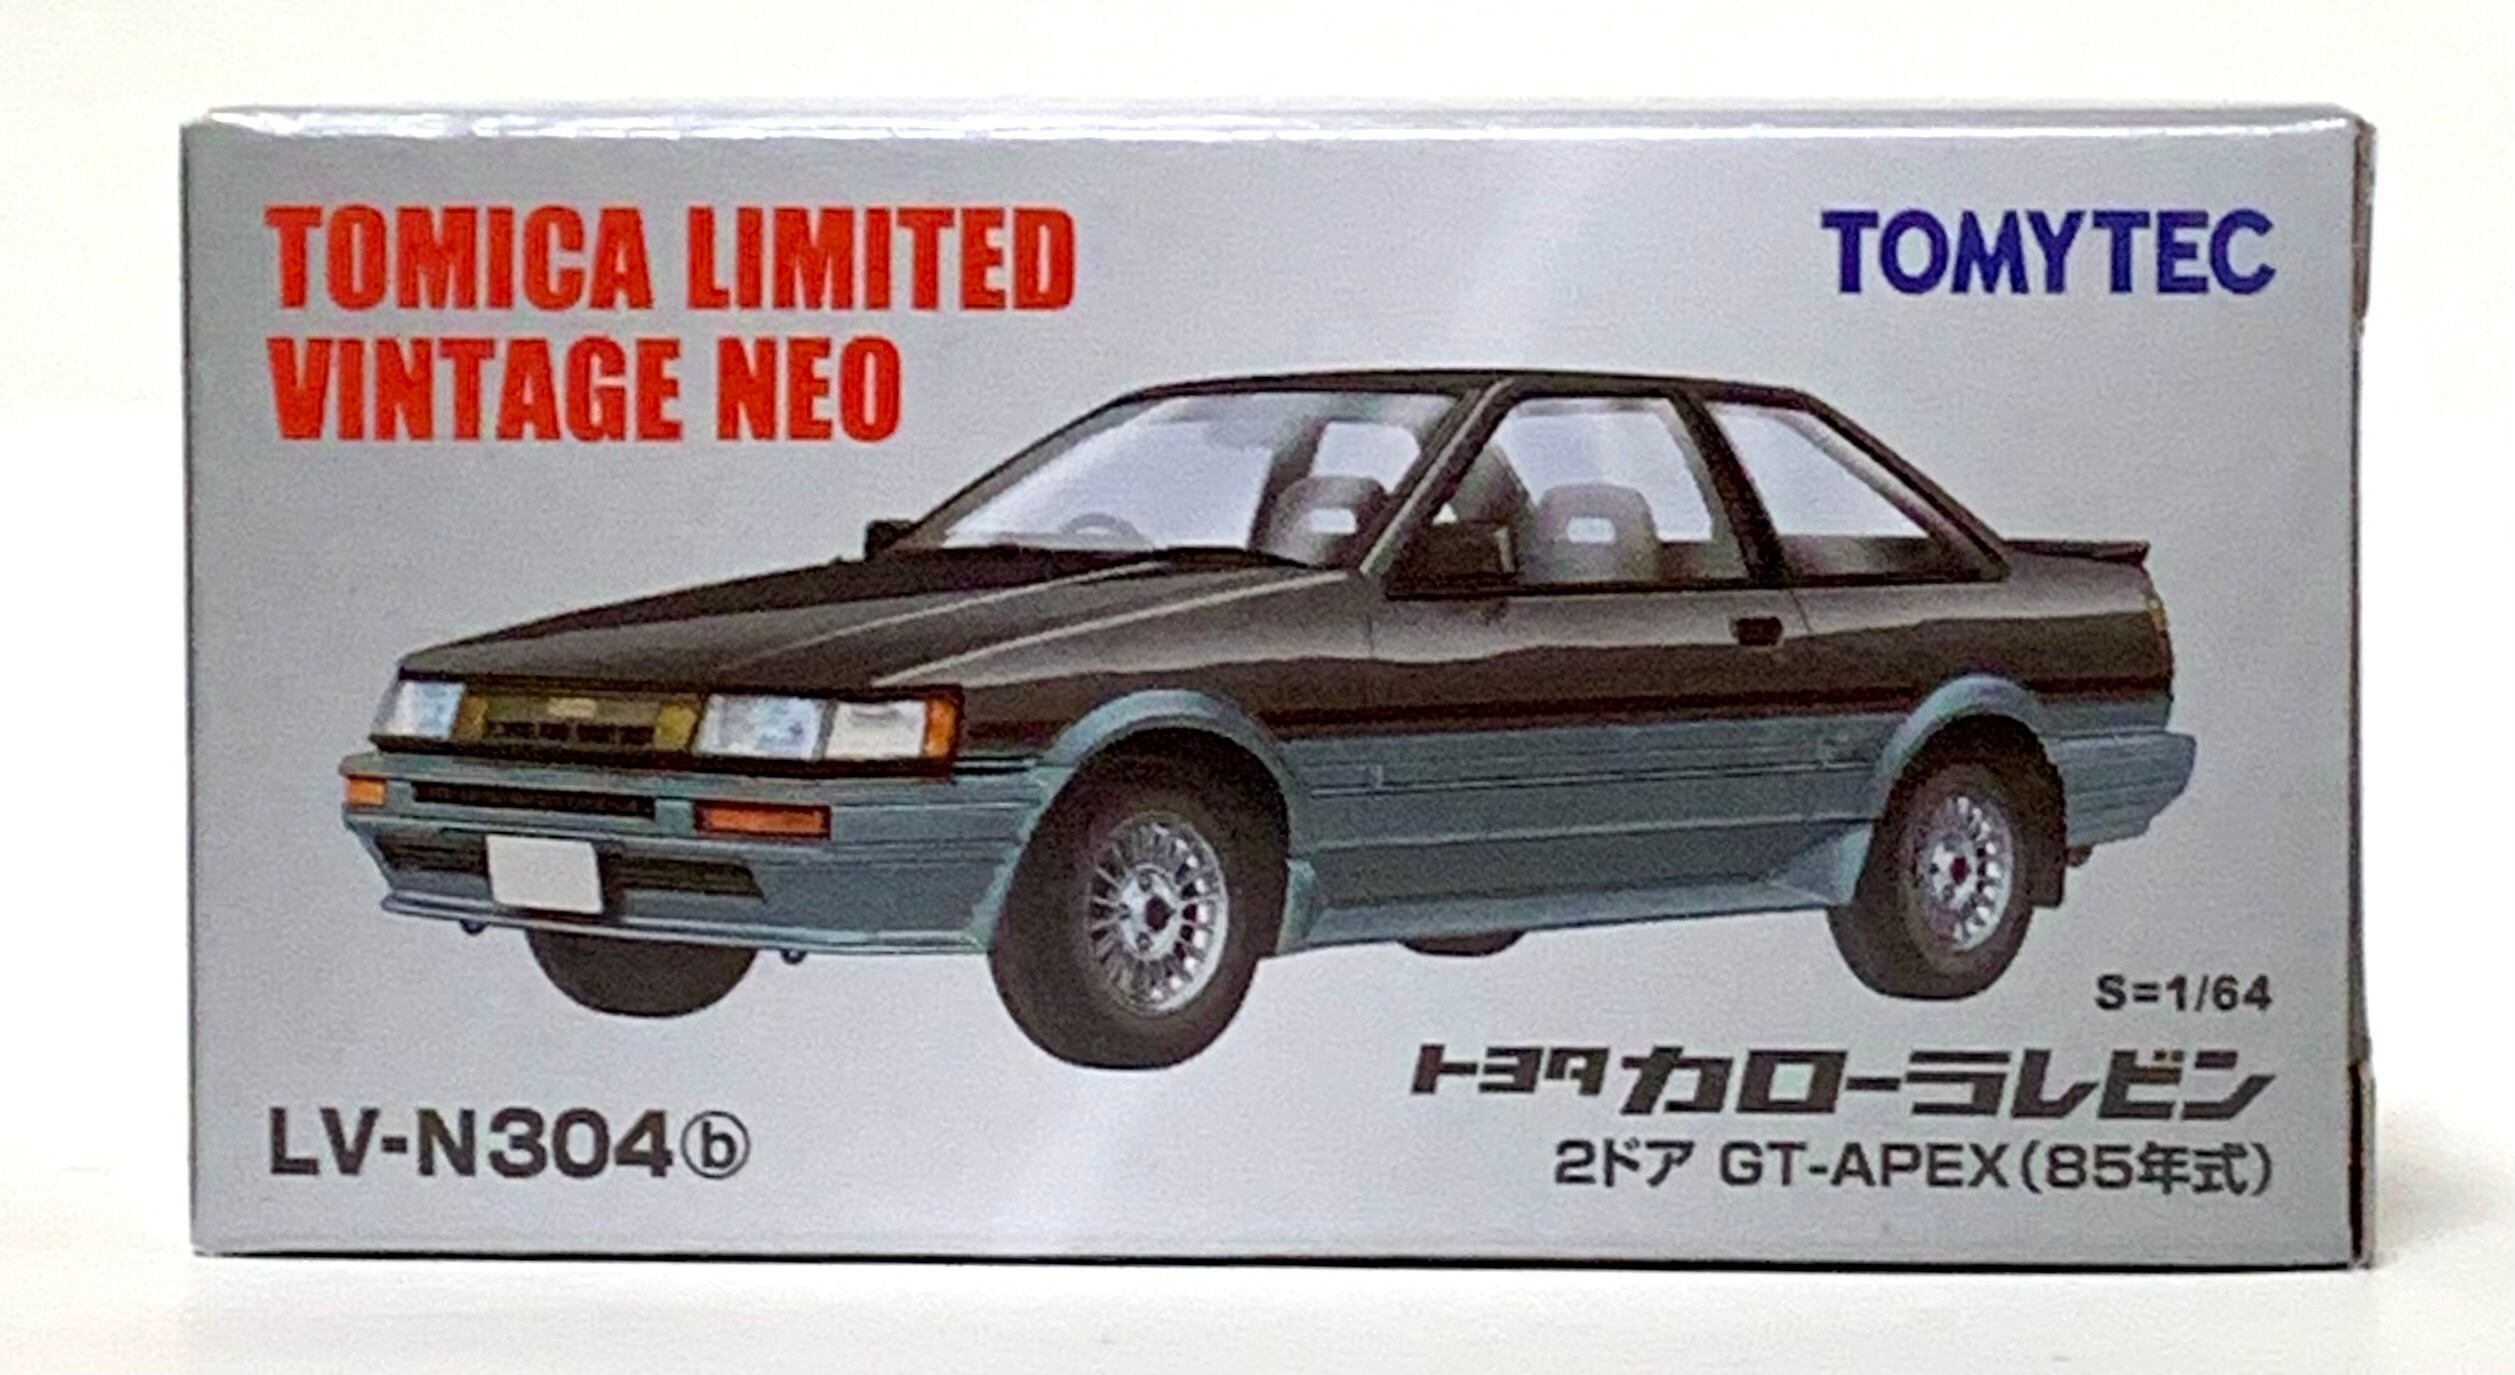 TOMICA LIMITED
VINTAGE NEO
TOMYTEC
S=1/64
トヨタ カローラレビン
2ドア GT-APEX(85年式)
LV-N304ⓑ